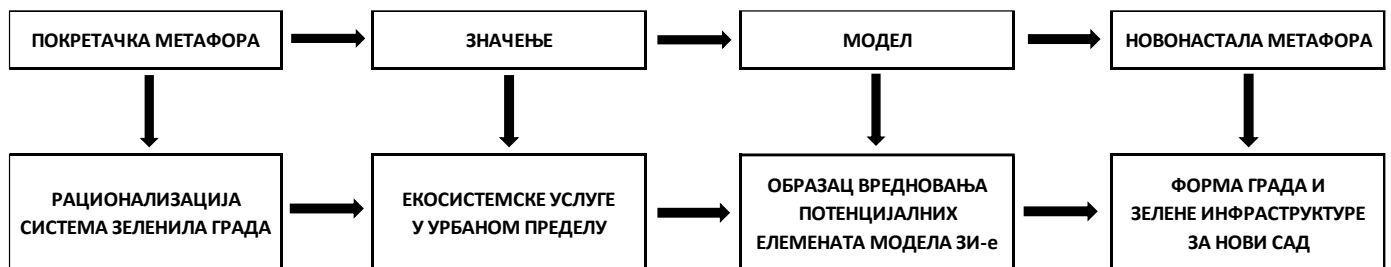 ПОКРЕТАЧКА МЕТАФОРА
ЗНАЧЕЊЕ
МОДЕЛ
НОВОНАСТАЛА МЕТАФОРА
РАЦИОНАЛИЗАЦИЈА
СИСТЕМА ЗЕЛЕНИЛА ГРАДА
ЕКОСИСТЕМСКЕ УСЛУГЕ
У УРБАНОМ ПРЕДЕЛУ
ОБРАЗАЦ ВРЕДНОВАЊА
ПОТЕНЦИЈАЛНИХ
ЕЛЕМЕНАТА МОДЕЛА ЗИ-е
ФОРМА ГРАДА И
ЗЕЛЕНЕ ИНФРАСТРУКТУРЕ
ЗА НОВИ САД